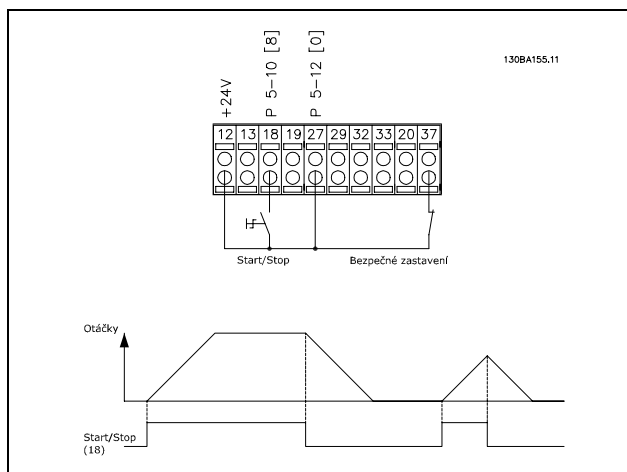 130BA155.11
+24V
P 5-10 [8]
P 5-12 [0]
12 13 18 19 27 29 32 33 20 37
Start/Stop
Bezpečné zastavení
Otáčky
Start/Stop
(18)